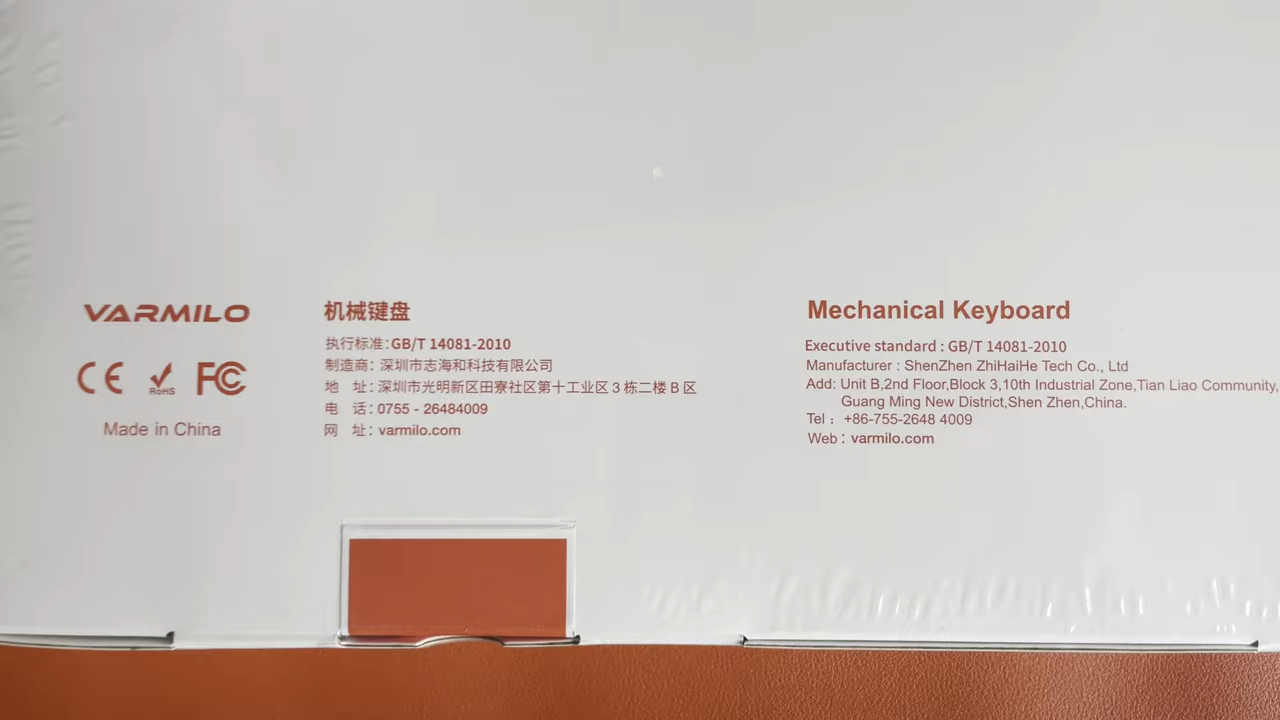 VARMILO
CE RoHS FC
Made in China
机械键盘
执行标准：GB/T 14081-2010
制造商：深圳市志海和科技有限公司
地 址：深圳市光明新区田寮社区第十工业区 3 栋二楼 B 区
电 话：0755 - 26484009
网 址：varmilo.com
Mechanical Keyboard
Executive standard : GB/T 14081-2010
Manufacturer : ShenZhen ZhiHaiHe Tech Co., Ltd
Add: Unit B,2nd Floor,Block 3,10th Industrial Zone,Tian Liao Community,
Guang Ming New District,Shen Zhen,China.
Tel ： +86-755-2648 4009
Web : varmilo.com